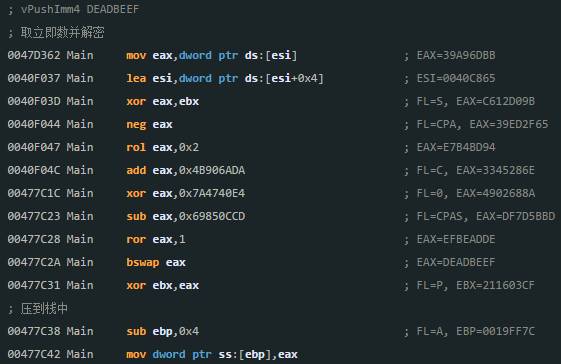 ; vPushImm4 DEADBEEF
; 取立即数并解密
0047D362 Main mov eax,dword ptr ds:[esi] ; EAX=39A96DBB
0040F037 Main lea esi,dword ptr ds:[esi+0x4] ; ESI=0040C865
0040F03D Main xor eax,ebx ; FL=S, EAX=C612D09B
0040F044 Main neg eax ; FL=CPA, EAX=39ED2F65
0040F047 Main rol eax,0x2 ; EAX=E7B4BD94
0040F04C Main add eax,0x4B906ADA ; FL=C, EAX=3345286E
00477C1C Main xor eax,0x7A4740E4 ; FL=0, EAX=4902688A
00477C23 Main sub eax,0x69850CCD ; FL=CPAS, EAX=DF7D5BBD
00477C28 Main ror eax,1 ; EAX=EFBEADDE
00477C2A Main bswap eax ; EAX=DEADBEEF
00477C31 Main xor ebx,eax ; FL=P, EBX=211603CF
; 压到栈中
00477C38 Main sub ebp,0x4 ; FL=A, EBP=0019FF7C
00477C42 Main mov dword ptr ss:[ebp],eax